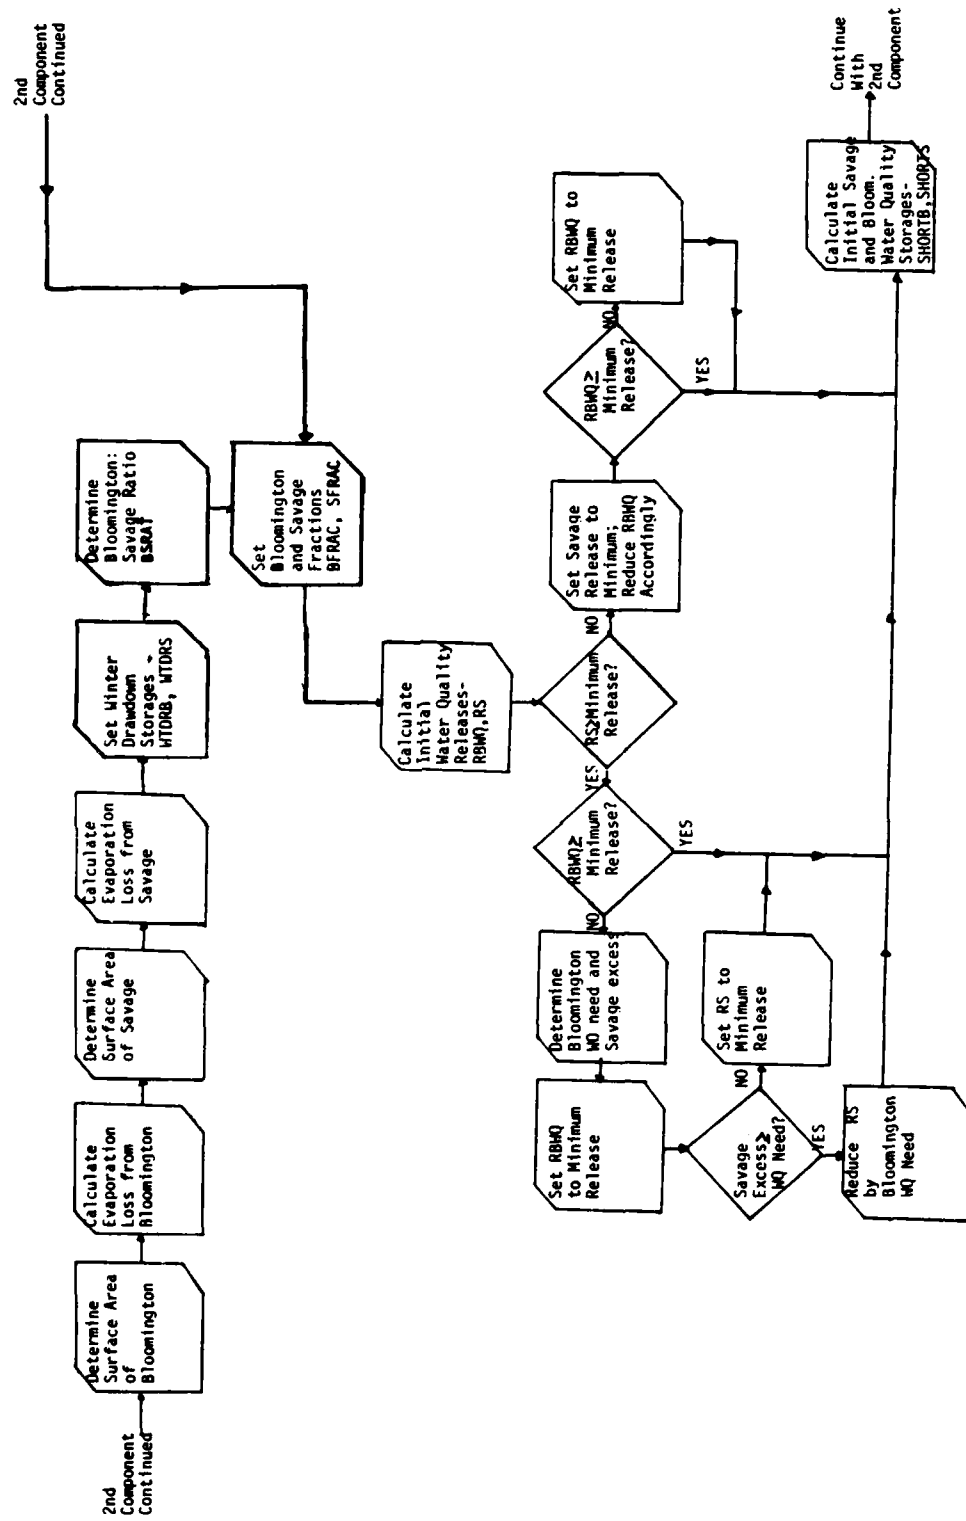 2nd
Component
Continued
Determine
Surface Area
of
Bloomington
Calculate
Evaporation
Loss from
Bloomington
Determine
Surface Area
of Savage
Calculate
Evaporation
Loss from
Savage
Set Winter
Drawdown
Storages -
WTDRB, WTDRS
Determine
Bloomington:
Savage Ratio
BSRAT
2nd
Component
Continued
Set
Bloomington
and Savage
Fractions
BFRAC, SFRAC
Calculate
Initial
Water Quality
Releases-
RBWQ,RS
RS≥Minimum
Release?
NO
Set Savage
Release to
Minimum;
Reduce RBWQ
Accordingly
RBWQ≥
Minimum
Release?
NO
Set RBWQ to
Minimum
Release
YES
YES
RBWQ≥
Minimum
Release?
YES
NO
Determine
Bloomington
WQ need and
Savage excess
Set RBWQ
to Minimum
Release
Savage
Excess≥
WQ Need?
NO
Set RS to
Minimum
Release
YES
Reduce RS
by
Bloomington
WQ Need
Calculate
Initial Savage
and Bloom.
Water Quality
Storages-
SHORTB,SHORTS
Continue
With
2nd
Component